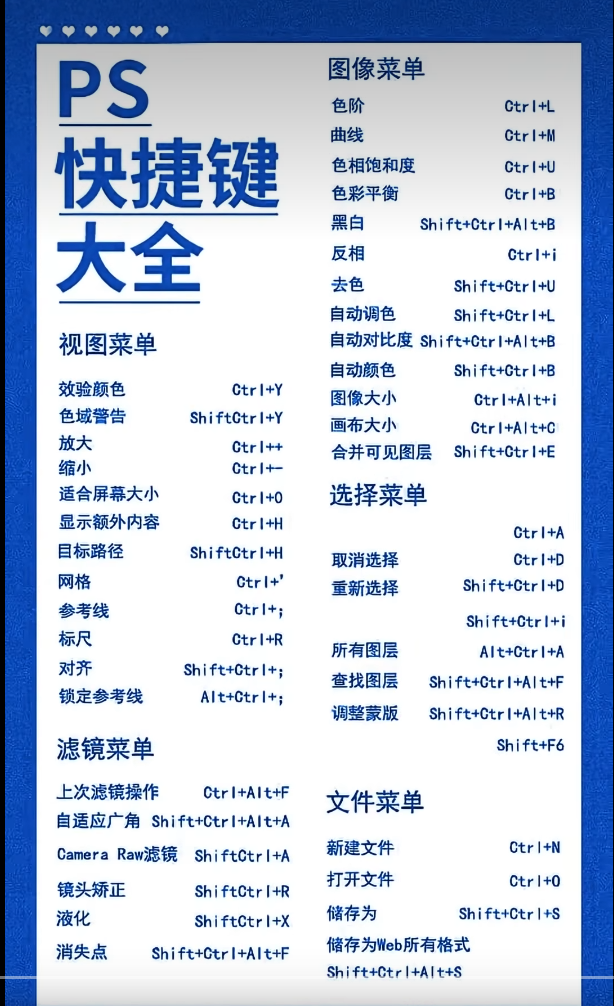 PS
快捷键
大全
视图菜单
效验颜色 Ctrl+Y
色域警告 ShiftCtrl+Y
放大 Ctrl++
缩小 Ctrl+-
适合屏幕大小 Ctrl+0
显示额外内容 Ctrl+H
目标路径 ShiftCtrl+H
网格 Ctrl+'
参考线 Ctrl+;
标尺 Ctrl+R
对齐 Shift+Ctrl+;
锁定参考线 Alt+Ctrl+;
滤镜菜单
上次滤镜操作 Ctrl+Alt+F
自适应广角 Shift+Ctrl+Alt+A
Camera Raw滤镜 ShiftCtrl+A
镜头矫正 ShiftCtrl+R
液化 ShiftCtrl+X
消失点 Shift+Ctrl+Alt+F
图像菜单
色阶 Ctrl+L
曲线 Ctrl+M
色相饱和度 Ctrl+U
色彩平衡 Ctrl+B
黑白 Shift+Ctrl+Alt+B
反相 Ctrl+i
去色 Shift+Ctrl+U
自动调色 Shift+Ctrl+L
自动对比度 Shift+Ctrl+Alt+B
自动颜色 Shift+Ctrl+B
图像大小 Ctrl+Alt+i
画布大小 Ctrl+Alt+C
合并可见图层 Shift+Ctrl+E
选择菜单
Ctrl+A
取消选择 Ctrl+D
重新选择 Shift+Ctrl+D
Shift+Ctrl+i
所有图层 Alt+Ctrl+A
查找图层 Shift+Ctrl+Alt+F
调整蒙版 Shift+Ctrl+Alt+R
Shift+F6
文件菜单
新建文件 Ctrl+N
打开文件 Ctrl+O
储存为 Shift+Ctrl+S
储存为Web所有格式
Shift+Ctrl+Alt+S